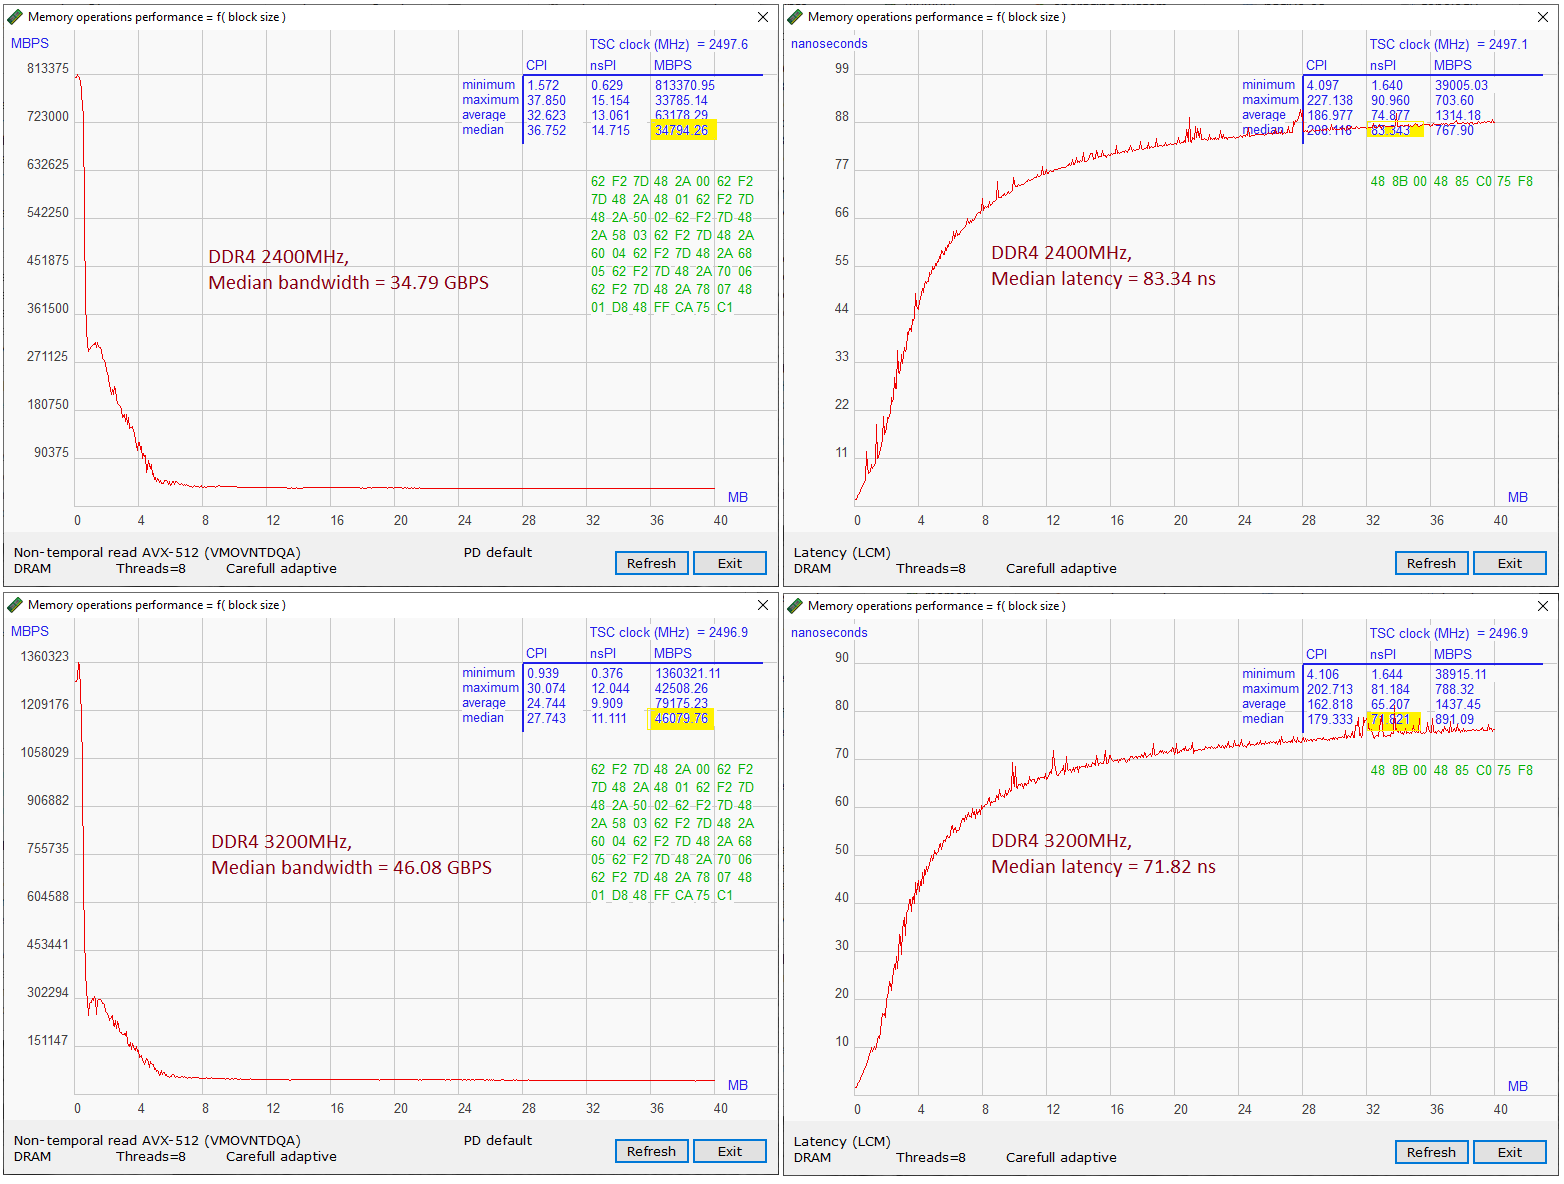 Memory operations performance = f( block size )
MBPS
TSC clock (MHz) = 2497.6
CPI nsPI MBPS
minimum 1.572 0.629 813370.95
maximum 37.850 15.154 33785.14
average 32.623 13.061 63178.29
median 36.752 14.715 34794.26
813375
723000
632625
542250
451875
361500
271125
180750
90375
62 F2 7D 48 2A 00 62 F2
7D 48 2A 48 01 62 F2 7D
48 2A 50 02 62 F2 7D 48
2A 58 03 62 F2 7D 48 2A
60 04 62 F2 7D 48 2A 68
05 62 F2 7D 48 2A 70 06
62 F2 7D 48 2A 78 07 48
01 D8 48 FF CA 75 C1
DDR4 2400MHz,
Median bandwidth = 34.79 GBPS
MB
0 4 8 12 16 20 24 28 32 36 40
Non-temporal read AVX-512 (VMOVNTDQA) PD default
DRAM Threads=8 Carefull adaptive
Refresh Exit
Memory operations performance = f( block size )
nanoseconds
TSC clock (MHz) = 2497.1
CPI nsPI MBPS
minimum 4.097 1.640 39005.03
maximum 227.138 90.960 703.60
average 186.977 74.877 1314.18
median 208.118 83.343 767.90
99
88
77
66
55
44
33
22
11
48 8B 00 48 85 C0 75 F8
DDR4 2400MHz,
Median latency = 83.34 ns
MB
0 4 8 12 16 20 24 28 32 36 40
Latency (LCM)
DRAM Threads=8 Carefull adaptive
Refresh Exit
Memory operations performance = f( block size )
MBPS
TSC clock (MHz) = 2496.9
CPI nsPI MBPS
minimum 0.939 0.376 1360321.11
maximum 30.074 12.044 42508.26
average 24.744 9.909 79175.23
median 27.743 11.111 46079.76
1360323
1209176
1058029
906882
755735
604588
453441
302294
151147
62 F2 7D 48 2A 00 62 F2
7D 48 2A 48 01 62 F2 7D
48 2A 50 02 62 F2 7D 48
2A 58 03 62 F2 7D 48 2A
60 04 62 F2 7D 48 2A 68
05 62 F2 7D 48 2A 70 06
62 F2 7D 48 2A 78 07 48
01 D8 48 FF CA 75 C1
DDR4 3200MHz,
Median bandwidth = 46.08 GBPS
MB
0 4 8 12 16 20 24 28 32 36 40
Non-temporal read AVX-512 (VMOVNTDQA) PD default
DRAM Threads=8 Carefull adaptive
Refresh Exit
Memory operations performance = f( block size )
nanoseconds
TSC clock (MHz) = 2496.9
CPI nsPI MBPS
minimum 4.106 1.644 38915.11
maximum 202.713 81.184 788.32
average 162.818 65.207 1437.45
median 179.333 71.821 891.09
90
80
70
60
50
40
30
20
10
48 8B 00 48 85 C0 75 F8
DDR4 3200MHz,
Median latency = 71.82 ns
MB
0 4 8 12 16 20 24 28 32 36 40
Latency (LCM)
DRAM Threads=8 Carefull adaptive
Refresh Exit